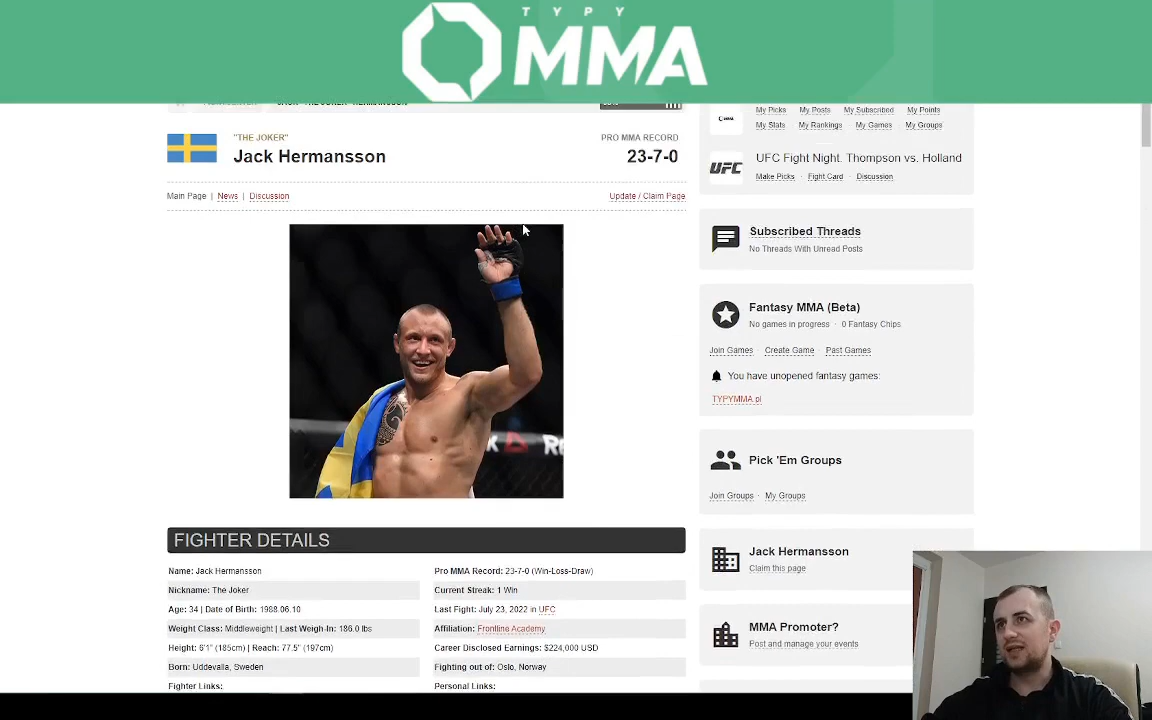 TYPY
MMA
"THE JOKER"
Jack Hermansson
PRO MMA RECORD
23-7-0
Main Page | News | Discussion
Update / Claim Page
FIGHTER DETAILS
Name: Jack Hermansson
Nickname: The Joker
Age: 34 | Date of Birth: 1988.06.10
Weight Class: Middleweight | Last Weigh-In: 186.0 lbs
Height: 6'1" (185cm) | Reach: 77.5" (197cm)
Born: Uddevalla, Sweden
Fighter Links:
Pro MMA Record: 23-7-0 (Win-Loss-Draw)
Current Streak: 1 Win
Last Fight: July 23, 2022 in UFC
Affiliation: Frontline Academy
Career Disclosed Earnings: $224,000 USD
Fighting out of: Oslo, Norway
Personal Links:
My Picks My Posts My Subscribed My Points
My Stats My Rankings My Games My Groups
UFC
UFC Fight Night. Thompson vs. Holland
Make Picks · Fight Card · Discussion
Subscribed Threads
No Threads With Unread Posts
Fantasy MMA (Beta)
No games in progress · 0 Fantasy Chips
Join Games · Create Game · Past Games
You have unopened fantasy games:
TYPYMMA.pl
Pick 'Em Groups
Join Groups · My Groups
Jack Hermansson
Claim this page
MMA Promoter?
Post and manage your events